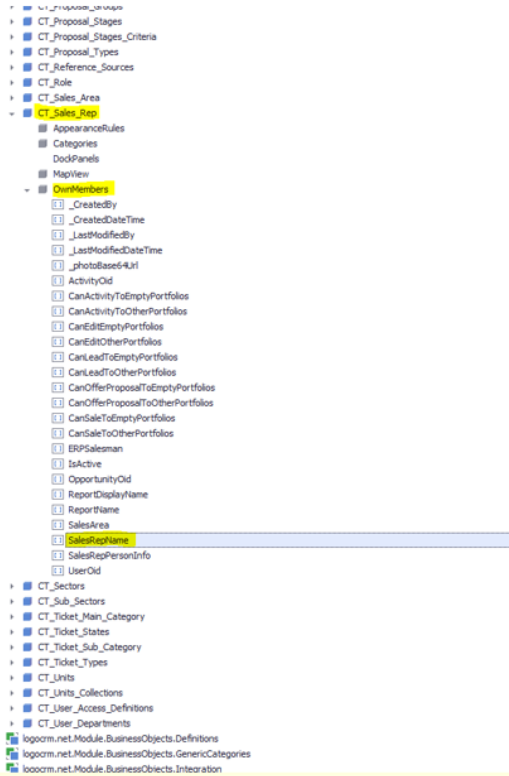 CT_Proposal_Groups
CT_Proposal_Stages
CT_Proposal_Stages_Criteria
CT_Proposal_Types
CT_Reference_Sources
CT_Role
CT_Sales_Area
CT_Sales_Rep
AppearanceRules
Categories
DockPanels
MapView
OwnMembers
_CreatedBy
_CreatedDateTime
_LastModifiedBy
_LastModifiedDateTime
_photoBase64Url
ActivityOid
CanActivityToEmptyPortfolios
CanActivityToOtherPortfolios
CanEditEmptyPortfolios
CanEditOtherPortfolios
CanLeadToEmptyPortfolios
CanLeadToOtherPortfolios
CanOfferProposalToEmptyPortfolios
CanOfferProposalToOtherPortfolios
CanSaleToEmptyPortfolios
CanSaleToOtherPortfolios
ERPSalesman
IsActive
OpportunityOid
ReportDisplayName
ReportName
SalesArea
SalesRepName
SalesRepPersonInfo
UserOid
CT_Sectors
CT_Sub_Sectors
CT_Ticket_Main_Category
CT_Ticket_States
CT_Ticket_Sub_Category
CT_Ticket_Types
CT_Units
CT_Units_Collections
CT_User_Access_Definitions
CT_User_Departments
logocrm.net.Module.BusinessObjects.Definitions
logocrm.net.Module.BusinessObjects.GenericCategories
logocrm.net.Module.BusinessObjects.Integration